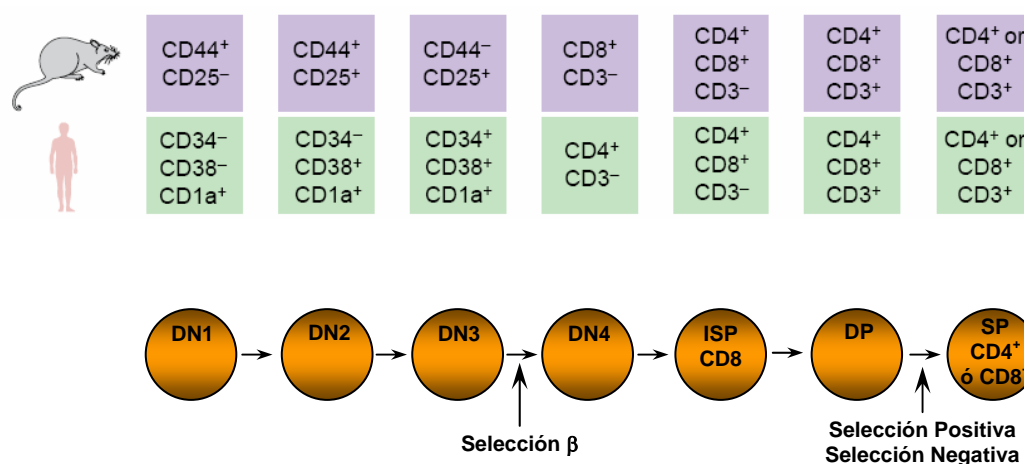 CD44⁺
CD25⁻
CD44⁺
CD25⁺
CD44⁻
CD25⁺
CD8⁺
CD3⁻
CD4⁺
CD8⁺
CD3⁻
CD4⁺
CD8⁺
CD3⁺
CD4⁺ or
CD8⁺
CD3⁺
CD34⁻
CD38⁻
CD1a⁺
CD34⁻
CD38⁺
CD1a⁺
CD34⁺
CD38⁺
CD1a⁺
CD4⁺
CD3⁻
CD4⁺
CD8⁺
CD3⁻
CD4⁺
CD8⁺
CD3⁺
CD4⁺ or
CD8⁺
CD3⁺
DN1
DN2
DN3
DN4
ISP
CD8
DP
SP
CD4⁺
ó CD8⁺
Selección β
Selección Positiva
Selección Negativa